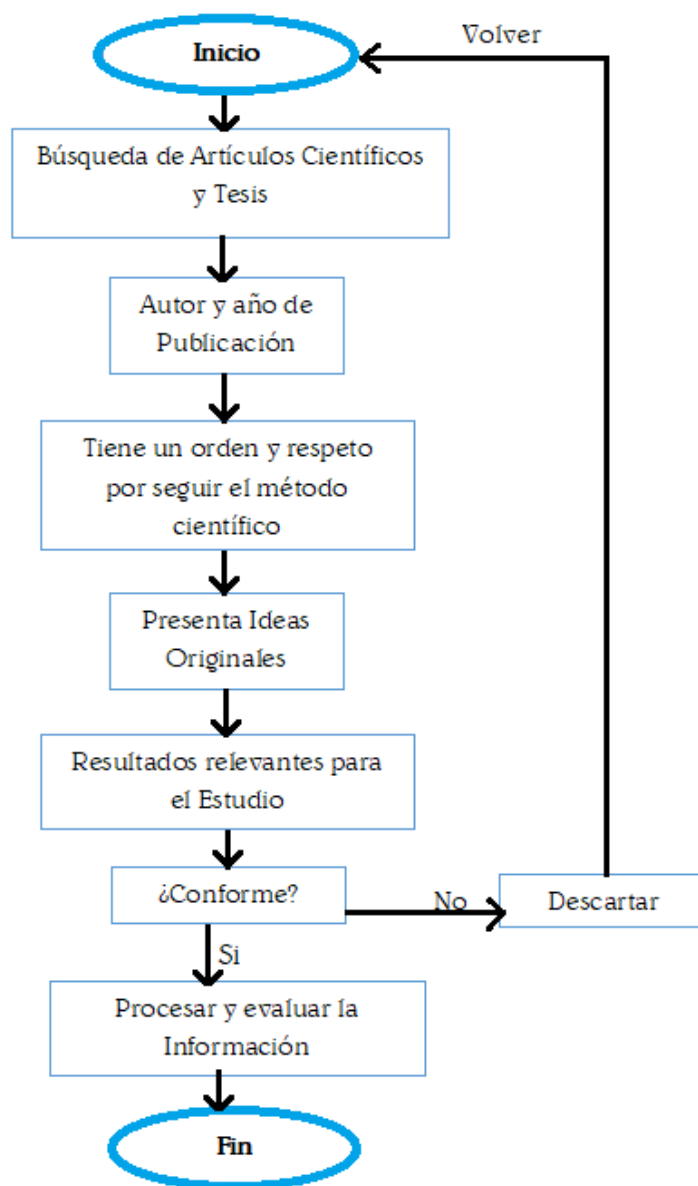 Volver
Inicio
Búsqueda de Artículos Científicos
y Tesis
Autor y año de
Publicación
Tiene un orden y respeto
por seguir el método
científico
Presenta Ideas
Originales
Resultados relevantes para
el Estudio
¿Conforme?
No
Descartar
Si
Procesar y evaluar la
Información
Fin